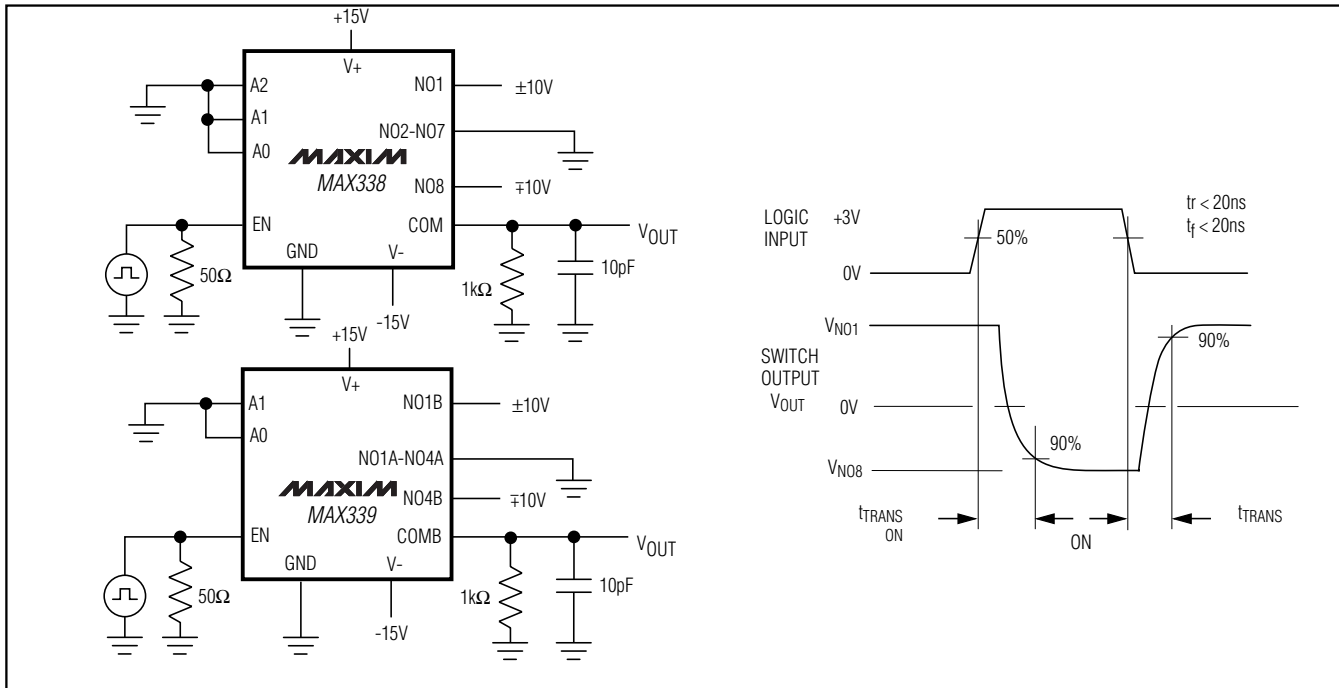 +15V
V+
A2
A1
A0
NO1
±10V
NO2-NO7
MAXIM
MAX338
NO8
∓10V
EN
COM
VOUT
GND
V-
50Ω
1kΩ
10pF
-15V
+15V
V+
A1
A0
NO1B
±10V
NO1A-NO4A
MAXIM
MAX339
NO4B
∓10V
EN
COMB
VOUT
GND
V-
50Ω
1kΩ
10pF
-15V
LOGIC
INPUT
+3V
50%
0V
tr < 20ns
tf < 20ns
VNO1
SWITCH
OUTPUT
VOUT
0V
90%
90%
VNO8
tTRANS
ON
ON
tTRANS